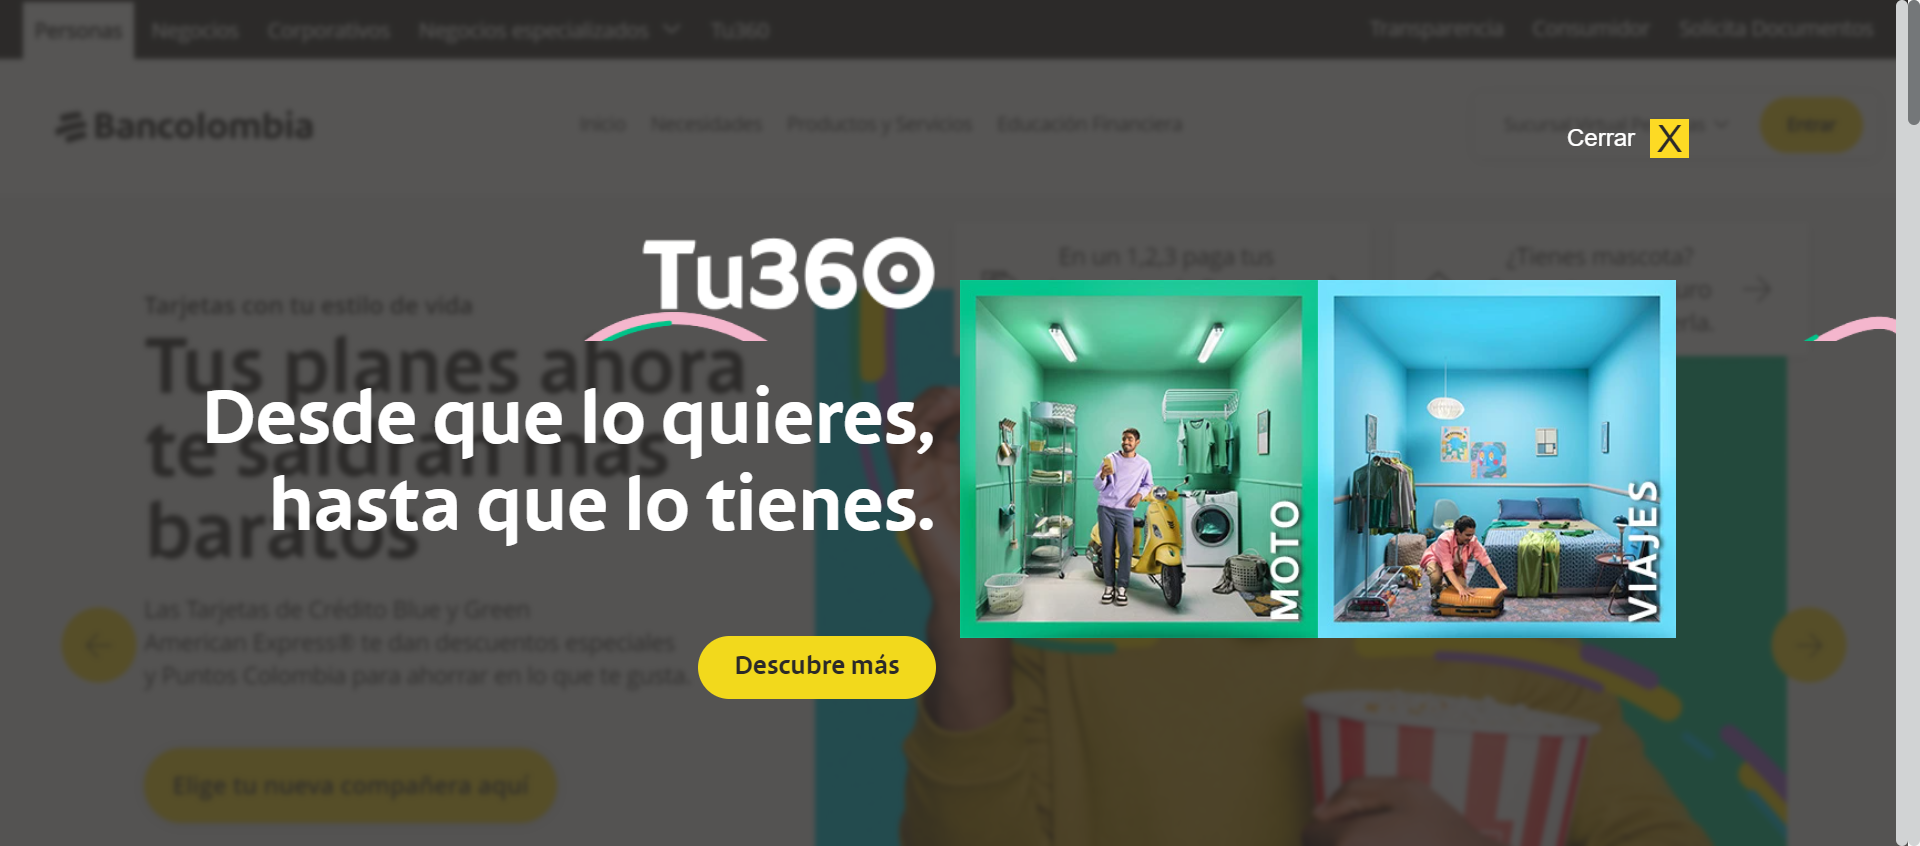 Personas Negocios Corporativos Negocios especializados Tu360 Transparencia Consumidor Solicita Documentos
Bancolombia Inicio Necesidades Productos y Servicios Educación Financiera Sucursal Virtual Entrar
Cerrar X
Tu360
En un 1,2,3 paga tus
¿Tienes mascota?
Tarjetas con tu estilo de vida
Tus planes ahora
te saldrán más
baratos
Desde que lo quieres,
hasta que lo tienes.
MOTO
VIAJES
Las Tarjetas de Crédito Blue y Green
American Express® te dan descuentos especiales
y Puntos Colombia para ahorrar en lo que te gusta.
Descubre más
Elige tu nueva compañera aquí